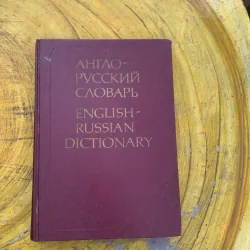 АНГЛО-
РУССКИЙ
СЛОВАРЬ
ENGLISH-
RUSSIAN
DICTIONARY